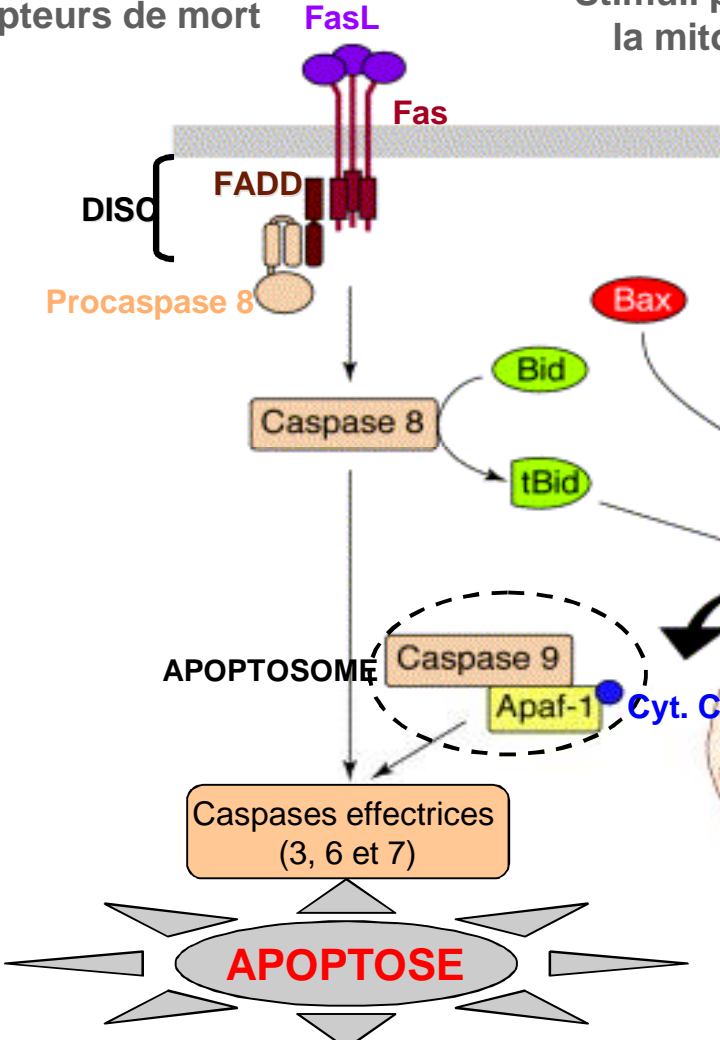 pteurs de mort
FasL
Stimuli p
la mito
Fas
FADD
DISC
Procaspase 8
Bax
Bid
Caspase 8
tBid
APOPTOSOME
Caspase 9
Apaf-1
Cyt. C
Caspases effectrices
(3, 6 et 7)
APOPTOSE